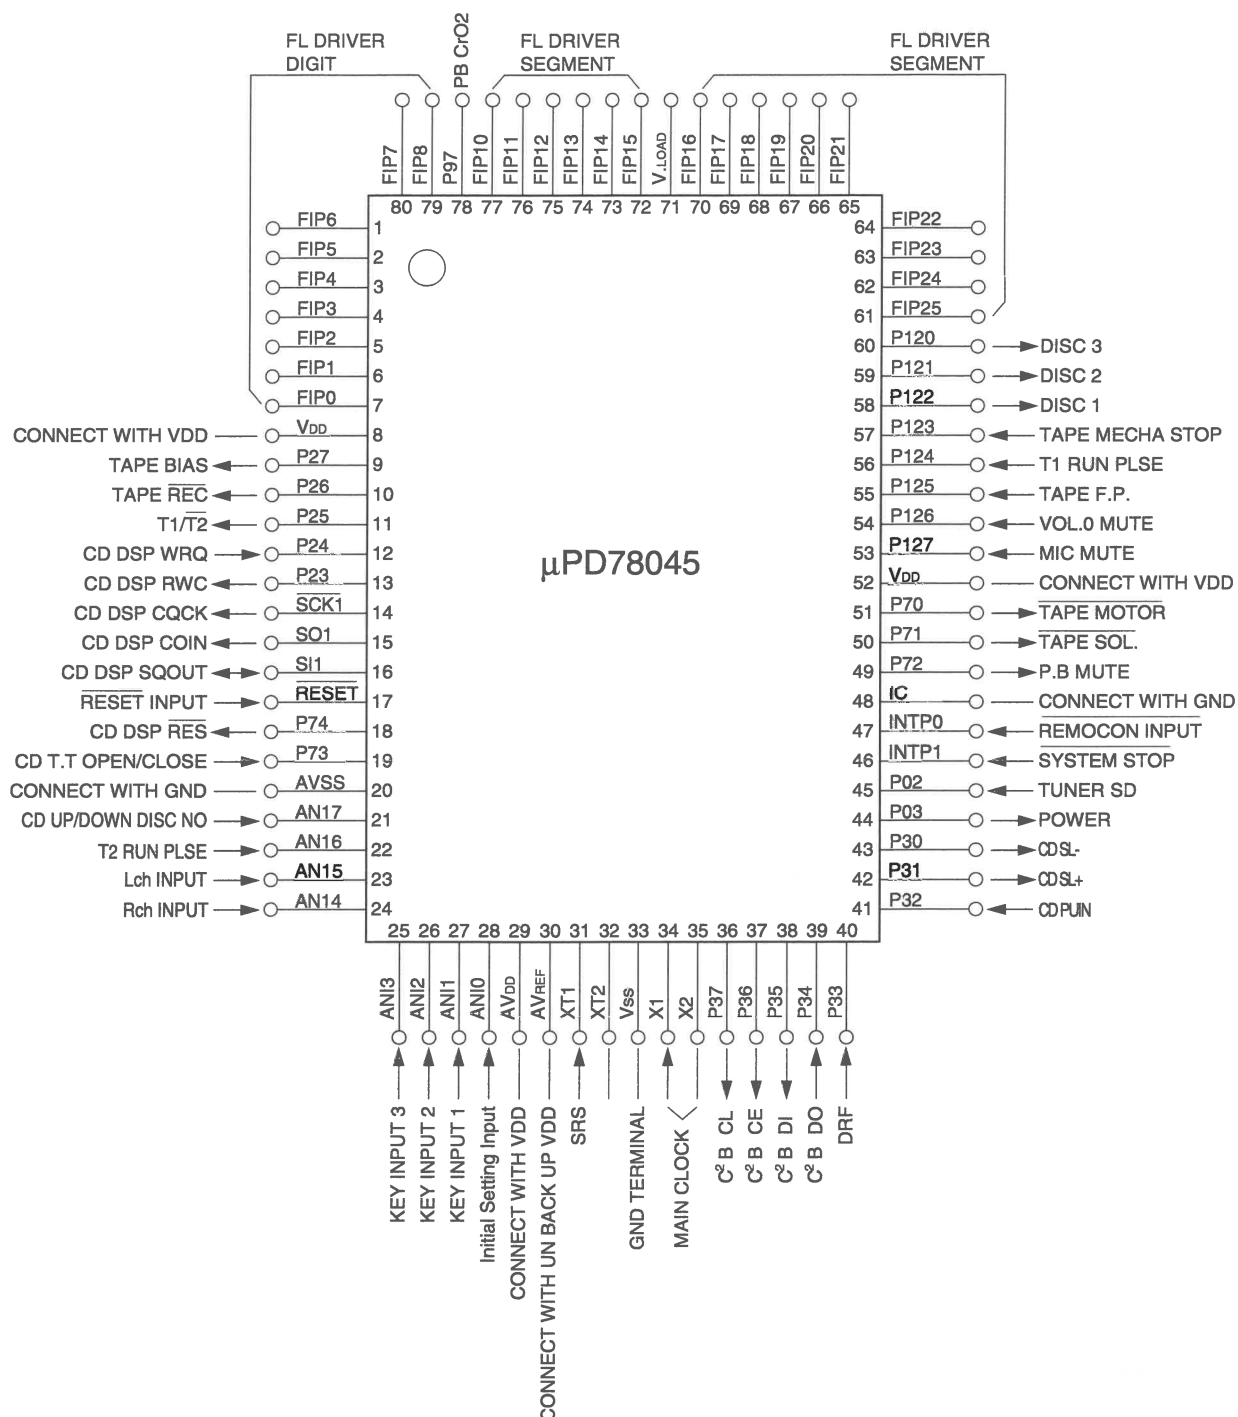 FL DRIVER
DIGIT
PB CrO2
FL DRIVER
SEGMENT
FL DRIVER
SEGMENT
FIP7
FIP8
P97
FIP10
FIP11
FIP12
FIP13
FIP14
FIP15
V.LOAD
FIP16
FIP17
FIP18
FIP19
FIP20
FIP21
80 79 78 77 76 75 74 73 72 71 70 69 68 67 66 65
FIP6 1
FIP5 2
FIP4 3
FIP3 4
FIP2 5
FIP1 6
FIP0 7
CONNECT WITH VDD VDD 8
TAPE BIAS P27 9
TAPE REC P26 10
T1/T2 P25 11
CD DSP WRQ P24 12
CD DSP RWC P23 13
CD DSP CQCK SCK1 14
CD DSP COIN SO1 15
CD DSP SQOUT SI1 16
RESET INPUT RESET 17
CD DSP RES P74 18
CD T.T OPEN/CLOSE P73 19
CONNECT WITH GND AVSS 20
CD UP/DOWN DISC NO AN17 21
T2 RUN PLSE AN16 22
Lch INPUT AN15 23
Rch INPUT AN14 24
µPD78045
64 FIP22
63 FIP23
62 FIP24
61 FIP25
60 P120 DISC 3
59 P121 DISC 2
58 P122 DISC 1
57 P123 TAPE MECHA STOP
56 P124 T1 RUN PLSE
55 P125 TAPE F.P.
54 P126 VOL.0 MUTE
53 P127 MIC MUTE
52 VDD CONNECT WITH VDD
51 P70 TAPE MOTOR
50 P71 TAPE SOL.
49 P72 P.B MUTE
48 IC CONNECT WITH GND
47 INTP0 REMOCON INPUT
46 INTP1 SYSTEM STOP
45 P02 TUNER SD
44 P03 POWER
43 P30 CD SL-
42 P31 CD SL+
41 P32 CD PUIN
25 26 27 28 29 30 31 32 33 34 35 36 37 38 39 40
ANI3
ANI2
ANI1
ANI0
AVDD
AVREF
XT1
XT2
Vss
X1
X2
P37
P36
P35
P34
P33
KEY INPUT 3
KEY INPUT 2
KEY INPUT 1
Initial Setting Input
CONNECT WITH VDD
CONNECT WITH UN BACK UP VDD
SRS
GND TERMINAL
MAIN CLOCK
C² B CL
C² B CE
C² B DI
C² B DO
DRF